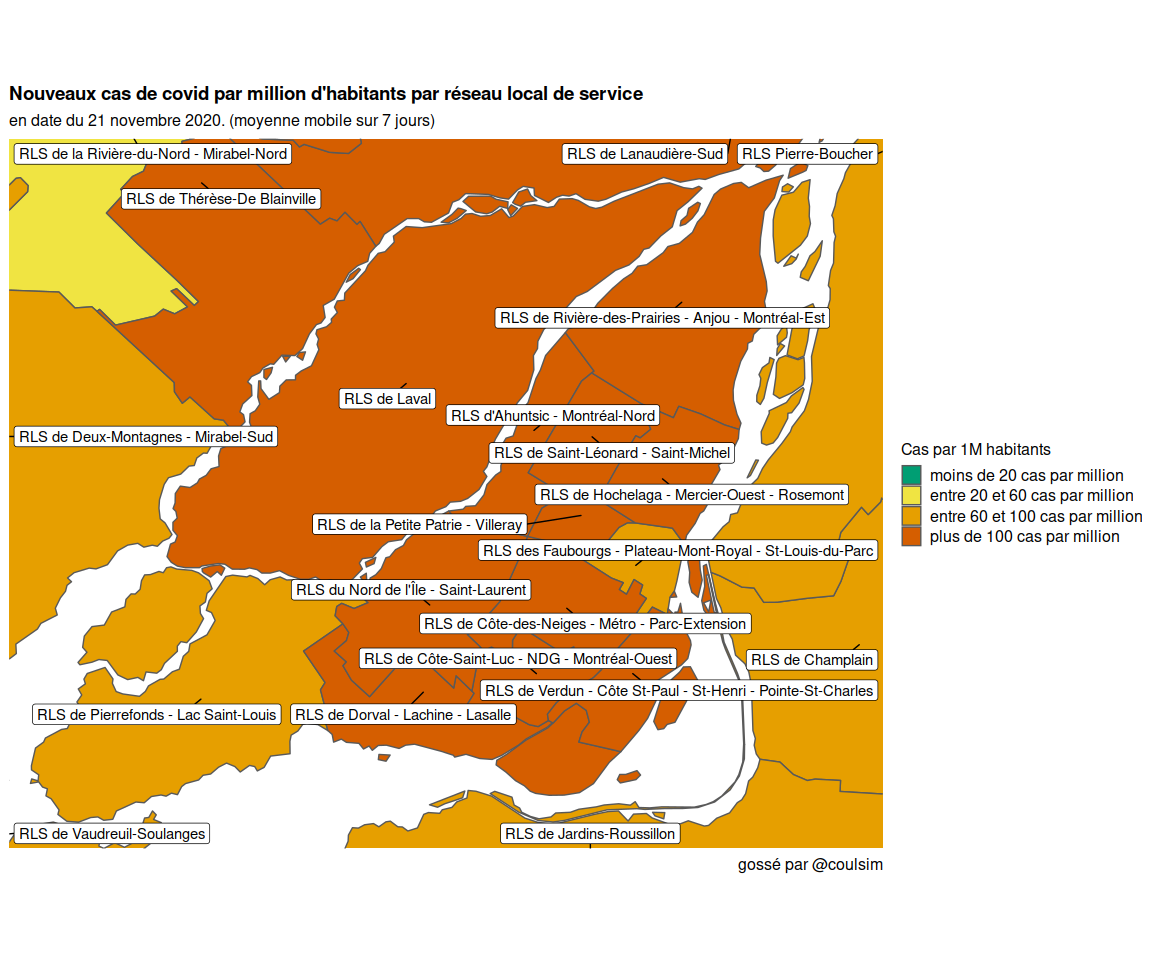 Nouveaux cas de covid par million d'habitants par réseau local de service
en date du 21 novembre 2020. (moyenne mobile sur 7 jours)
RLS de la Rivière-du-Nord - Mirabel-Nord
RLS de Lanaudière-Sud
RLS Pierre-Boucher
RLS de Thérèse-De Blainville
RLS de Rivière-des-Prairies - Anjou - Montréal-Est
RLS de Laval
RLS d'Ahuntsic - Montréal-Nord
RLS de Deux-Montagnes - Mirabel-Sud
RLS de Saint-Léonard - Saint-Michel
RLS de Hochelaga - Mercier-Ouest - Rosemont
RLS de la Petite Patrie - Villeray
RLS des Faubourgs - Plateau-Mont-Royal - St-Louis-du-Parc
RLS du Nord de l'Île - Saint-Laurent
RLS de Côte-des-Neiges - Métro - Parc-Extension
RLS de Côte-Saint-Luc - NDG - Montréal-Ouest
RLS de Champlain
RLS de Verdun - Côte St-Paul - St-Henri - Pointe-St-Charles
RLS de Pierrefonds - Lac Saint-Louis
RLS de Dorval - Lachine - Lasalle
RLS de Vaudreuil-Soulanges
RLS de Jardins-Roussillon
Cas par 1M habitants
moins de 20 cas par million
entre 20 et 60 cas par million
entre 60 et 100 cas par million
plus de 100 cas par million
gossé par @coulsim